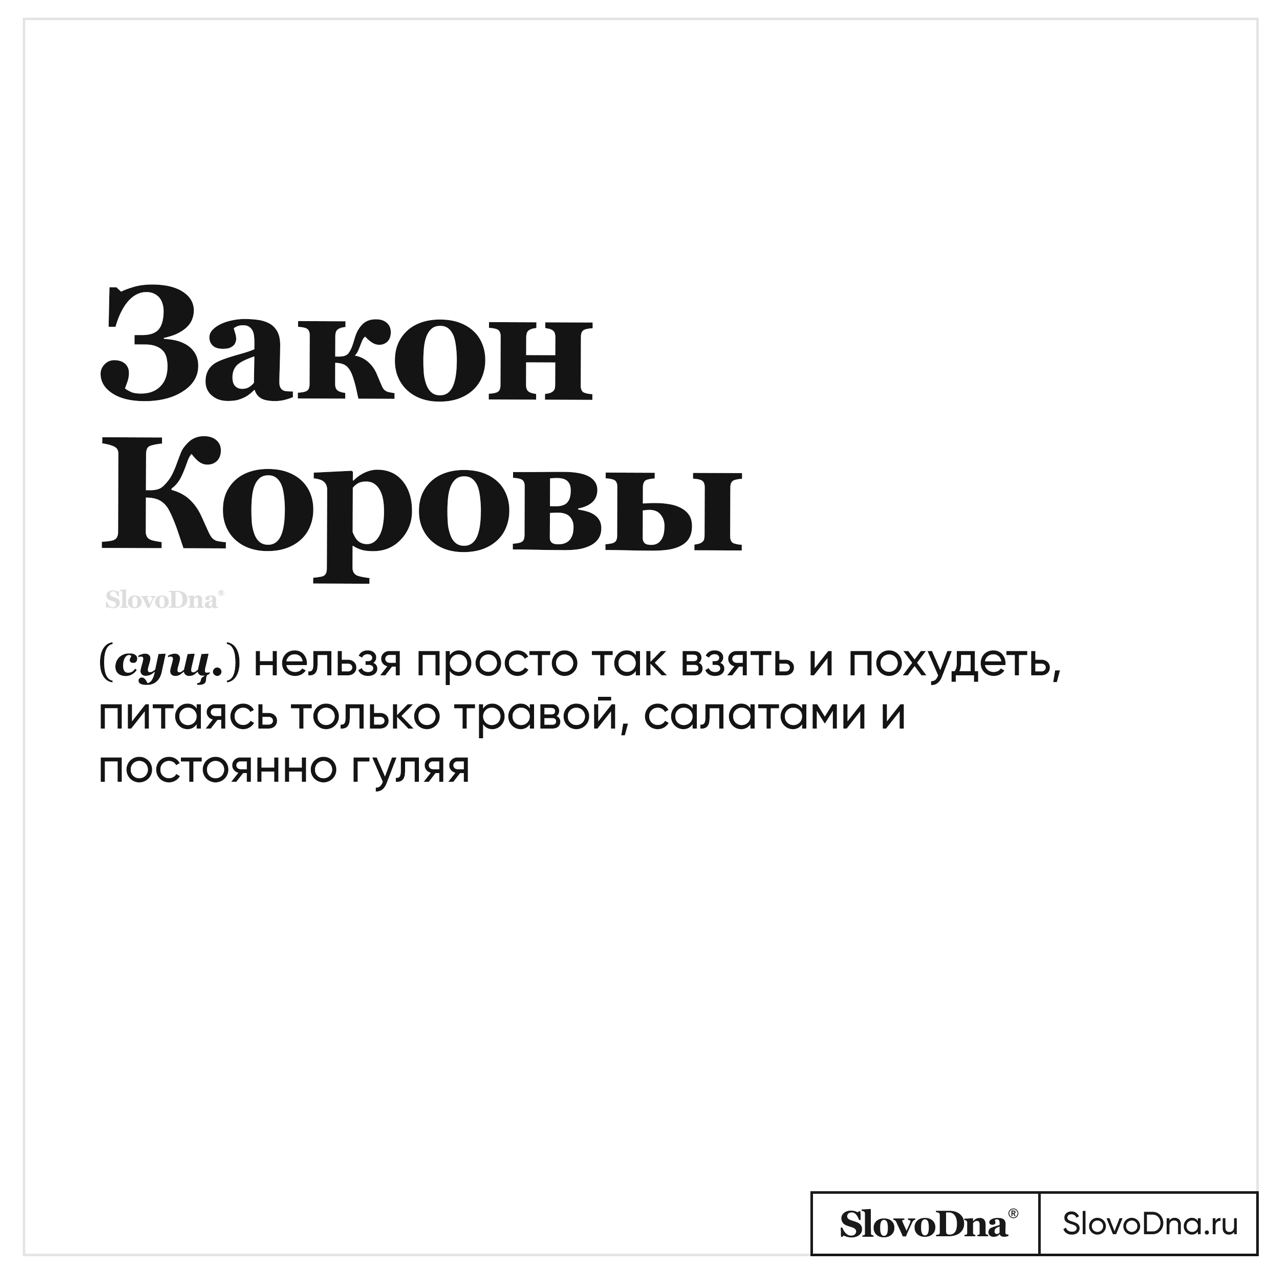 Закон
Коровы
SlovoDna®
(сущ.) нельзя просто так взять и похудеть,
питаясь только травой, салатами и
постоянно гуляя
SlovoDna® SlovoDna.ru